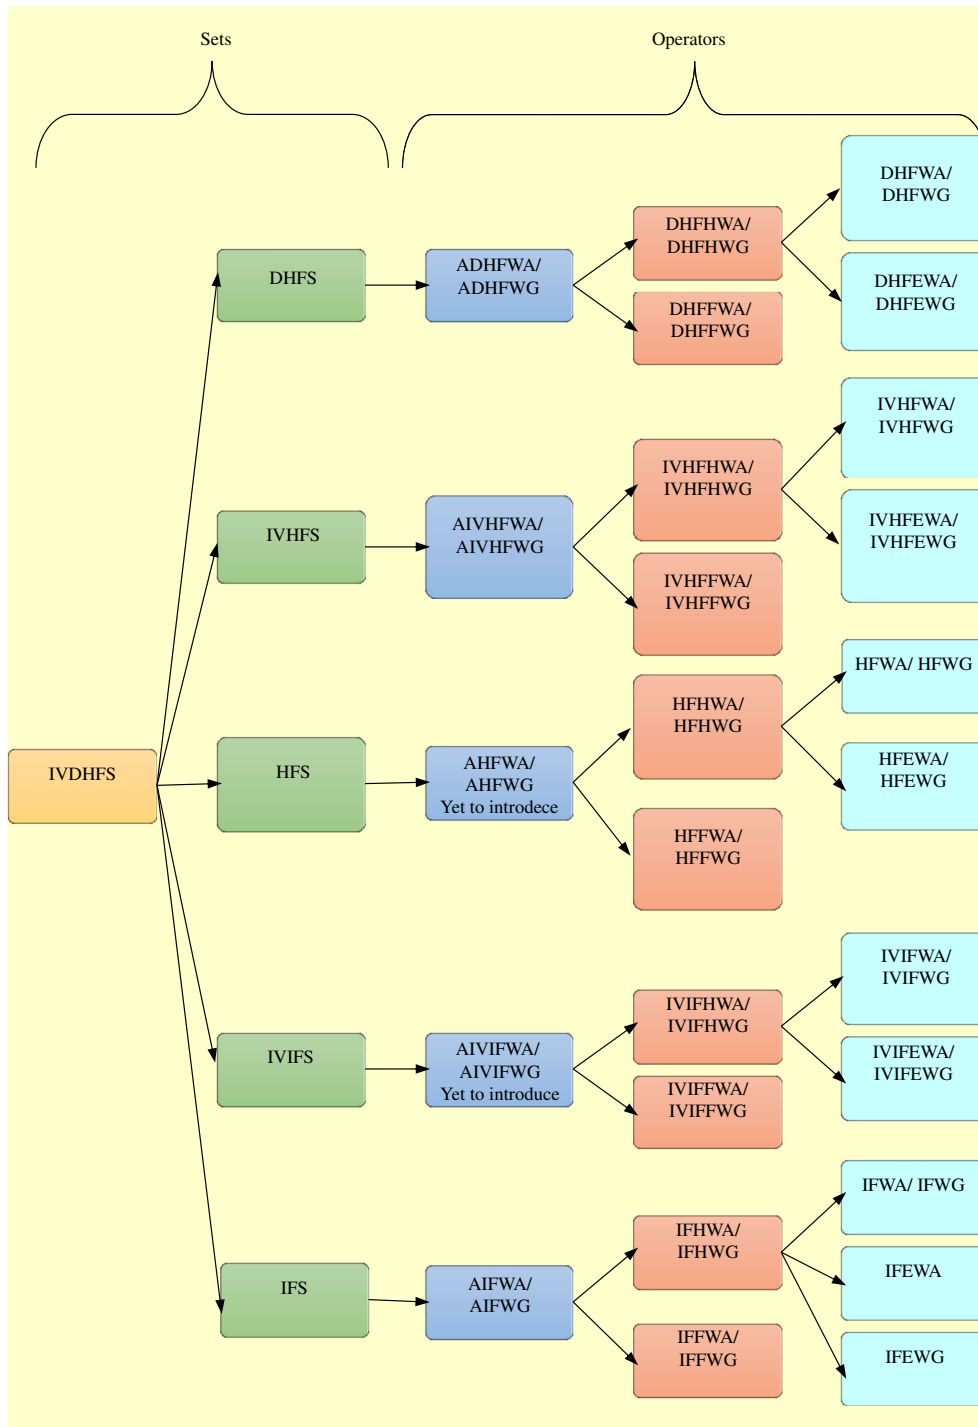 Sets
Operators
DHFWA/
DHFWG
DHFHWA/
DHFHWG
DHFS
ADHFWA/
ADHFWG
DHFEWA/
DHFEWG
DHFFWA/
DHFFWG
IVHFWA/
IVHFWG
IVHFHWA/
IVHFHWG
IVHFS
AIVHFWA/
AIVHFWG
IVHFEWA/
IVHFEWG
IVHFFWA/
IVHFFWG
HFWA/ HFWG
HFHWA/
HFHWG
IVDHFS
HFS
AHFWA/
AHFWG
Yet to introdece
HFEWA/
HFEWG
HFFWA/
HFFWG
IVIFWA/
IVIFWG
IVIFHWA/
IVIFHWG
IVIFS
AIVIFWA/
AIVIFWG
Yet to introduce
IVIFEWA/
IVIFEWG
IVIFFWA/
IVIFFWG
IFWA/ IFWG
IFHWA/
IFHWG
IFS
AIFWA/
AIFWG
IFEWA
IFFWA/
IFFWG
IFEWG